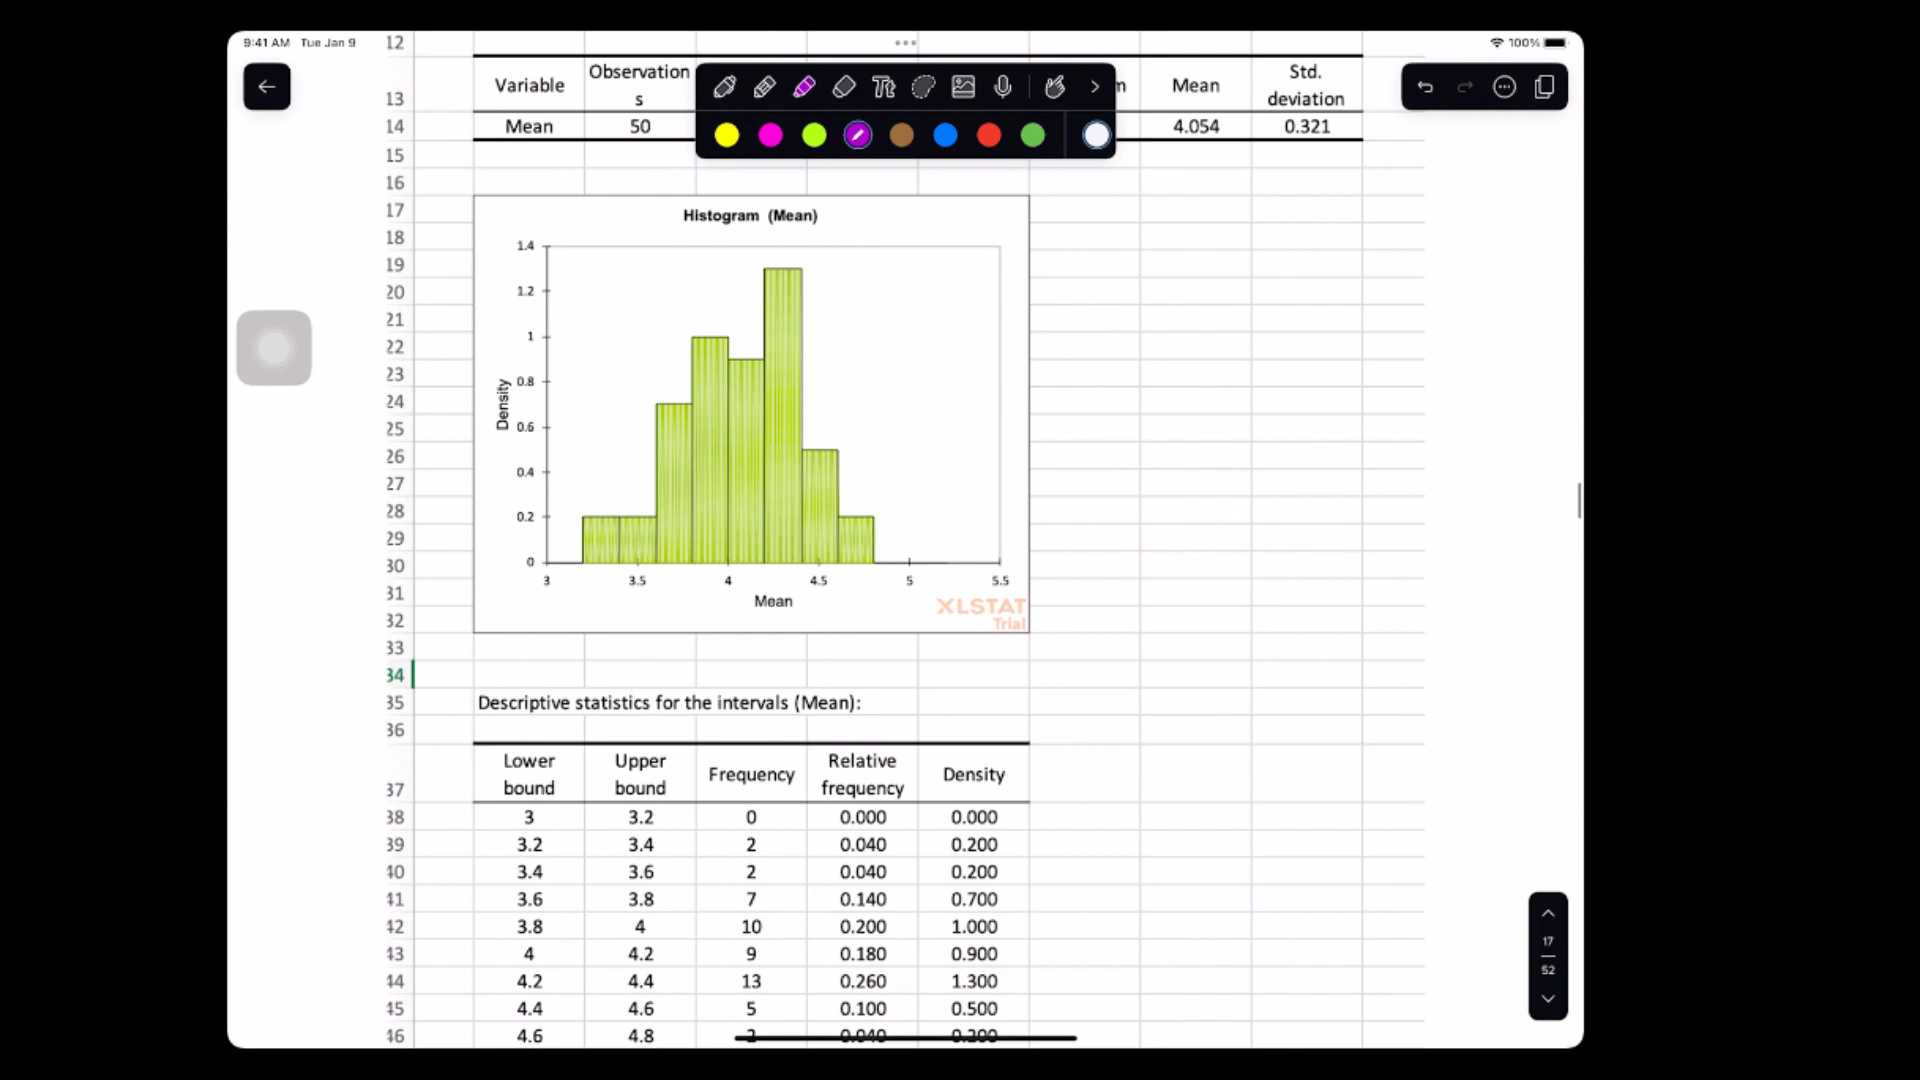 9:41 AM Tue Jan 9
100%
12
Variable Observation s Mean Std. deviation
13
14 Mean 50 4.054 0.321
15
16
17
18
19
20
21
22
23
24
25
26
27
28
29
30
31
32
33
34
Histogram (Mean)
1.4
1.2
1
0.8
0.6
0.4
0.2
0
Density
3 3.5 4 4.5 5 5.5
Mean
XLSTAT
Trial
35 Descriptive statistics for the intervals (Mean):
36
37 Lower bound Upper bound Frequency Relative frequency Density
38 3 3.2 0 0.000 0.000
39 3.2 3.4 2 0.040 0.200
40 3.4 3.6 2 0.040 0.200
41 3.6 3.8 7 0.140 0.700
42 3.8 4 10 0.200 1.000
43 4 4.2 9 0.180 0.900
44 4.2 4.4 13 0.260 1.300
45 4.4 4.6 5 0.100 0.500
46 4.6 4.8 2 0.040 0.200
Tt
17
52